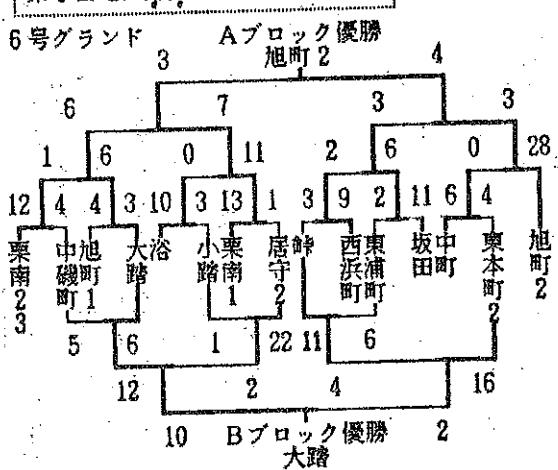 6号グランド
Aブロック優勝
旭町2
3 4
6 7 3 3
1 6 0 11 2 6 0 28
12 4 4 3 10 3 13 1 3 9 2 11 6 4
栗南23
中磯町
旭町1
大踏
浴
小踏
栗南1
居守2
峠
西浜町
東浦町
坂田
中町
東本町2
旭町2
5 6 1 22 11 6
12 2 4 16
10 2
Bブロック優勝
大踏